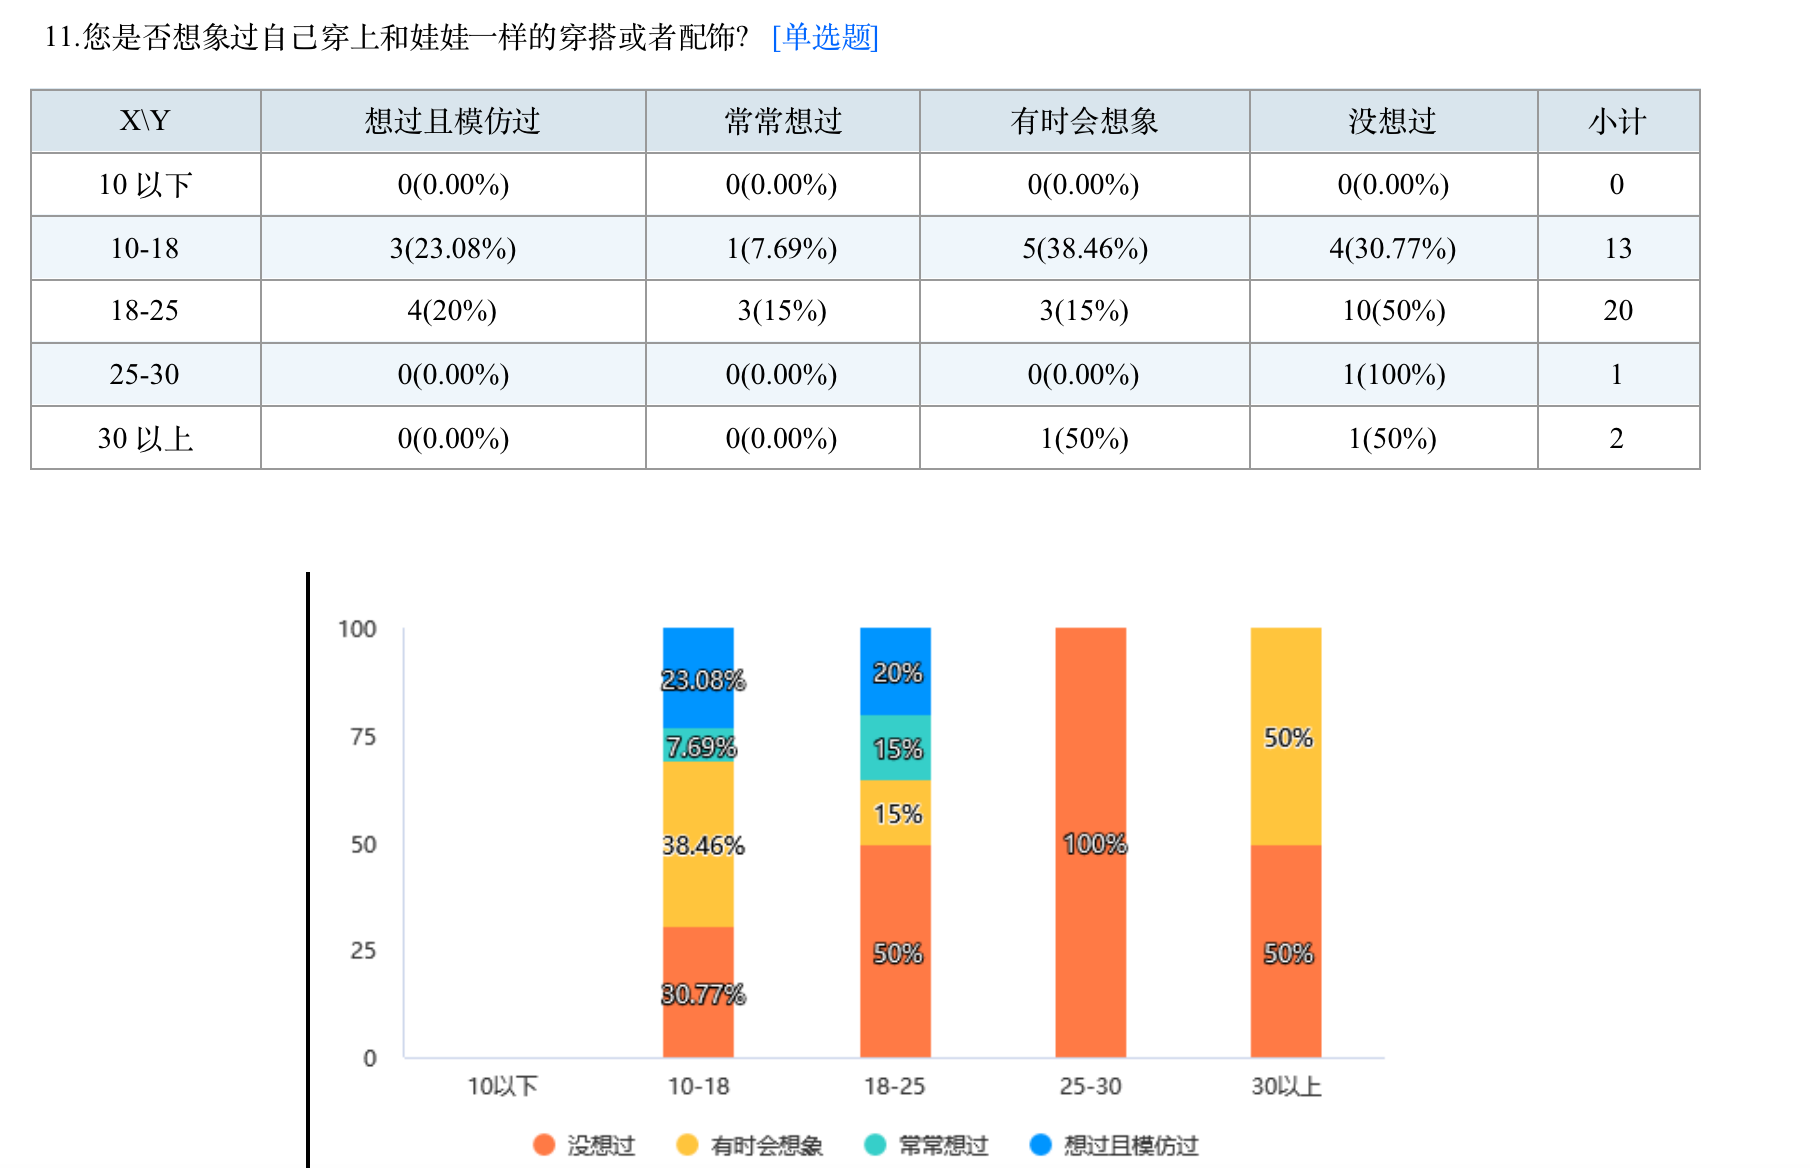 11.您是否想象过自己穿上和娃娃一样的穿搭或者配饰? [单选题]
X\Y 想过且模仿过 常常想过 有时会想象 没想过 小计
10 以下 0(0.00%) 0(0.00%) 0(0.00%) 0(0.00%) 0
10-18 3(23.08%) 1(7.69%) 5(38.46%) 4(30.77%) 13
18-25 4(20%) 3(15%) 3(15%) 10(50%) 20
25-30 0(0.00%) 0(0.00%) 0(0.00%) 1(100%) 1
30 以上 0(0.00%) 0(0.00%) 1(50%) 1(50%) 2
100
23.08% 20%
75 7.69% 15% 50%
15%
50 38.46% 100%
25 50% 50%
30.77%
0
10以下 10-18 18-25 25-30 30以上
没想过 有时会想象 常常想过 想过且模仿过